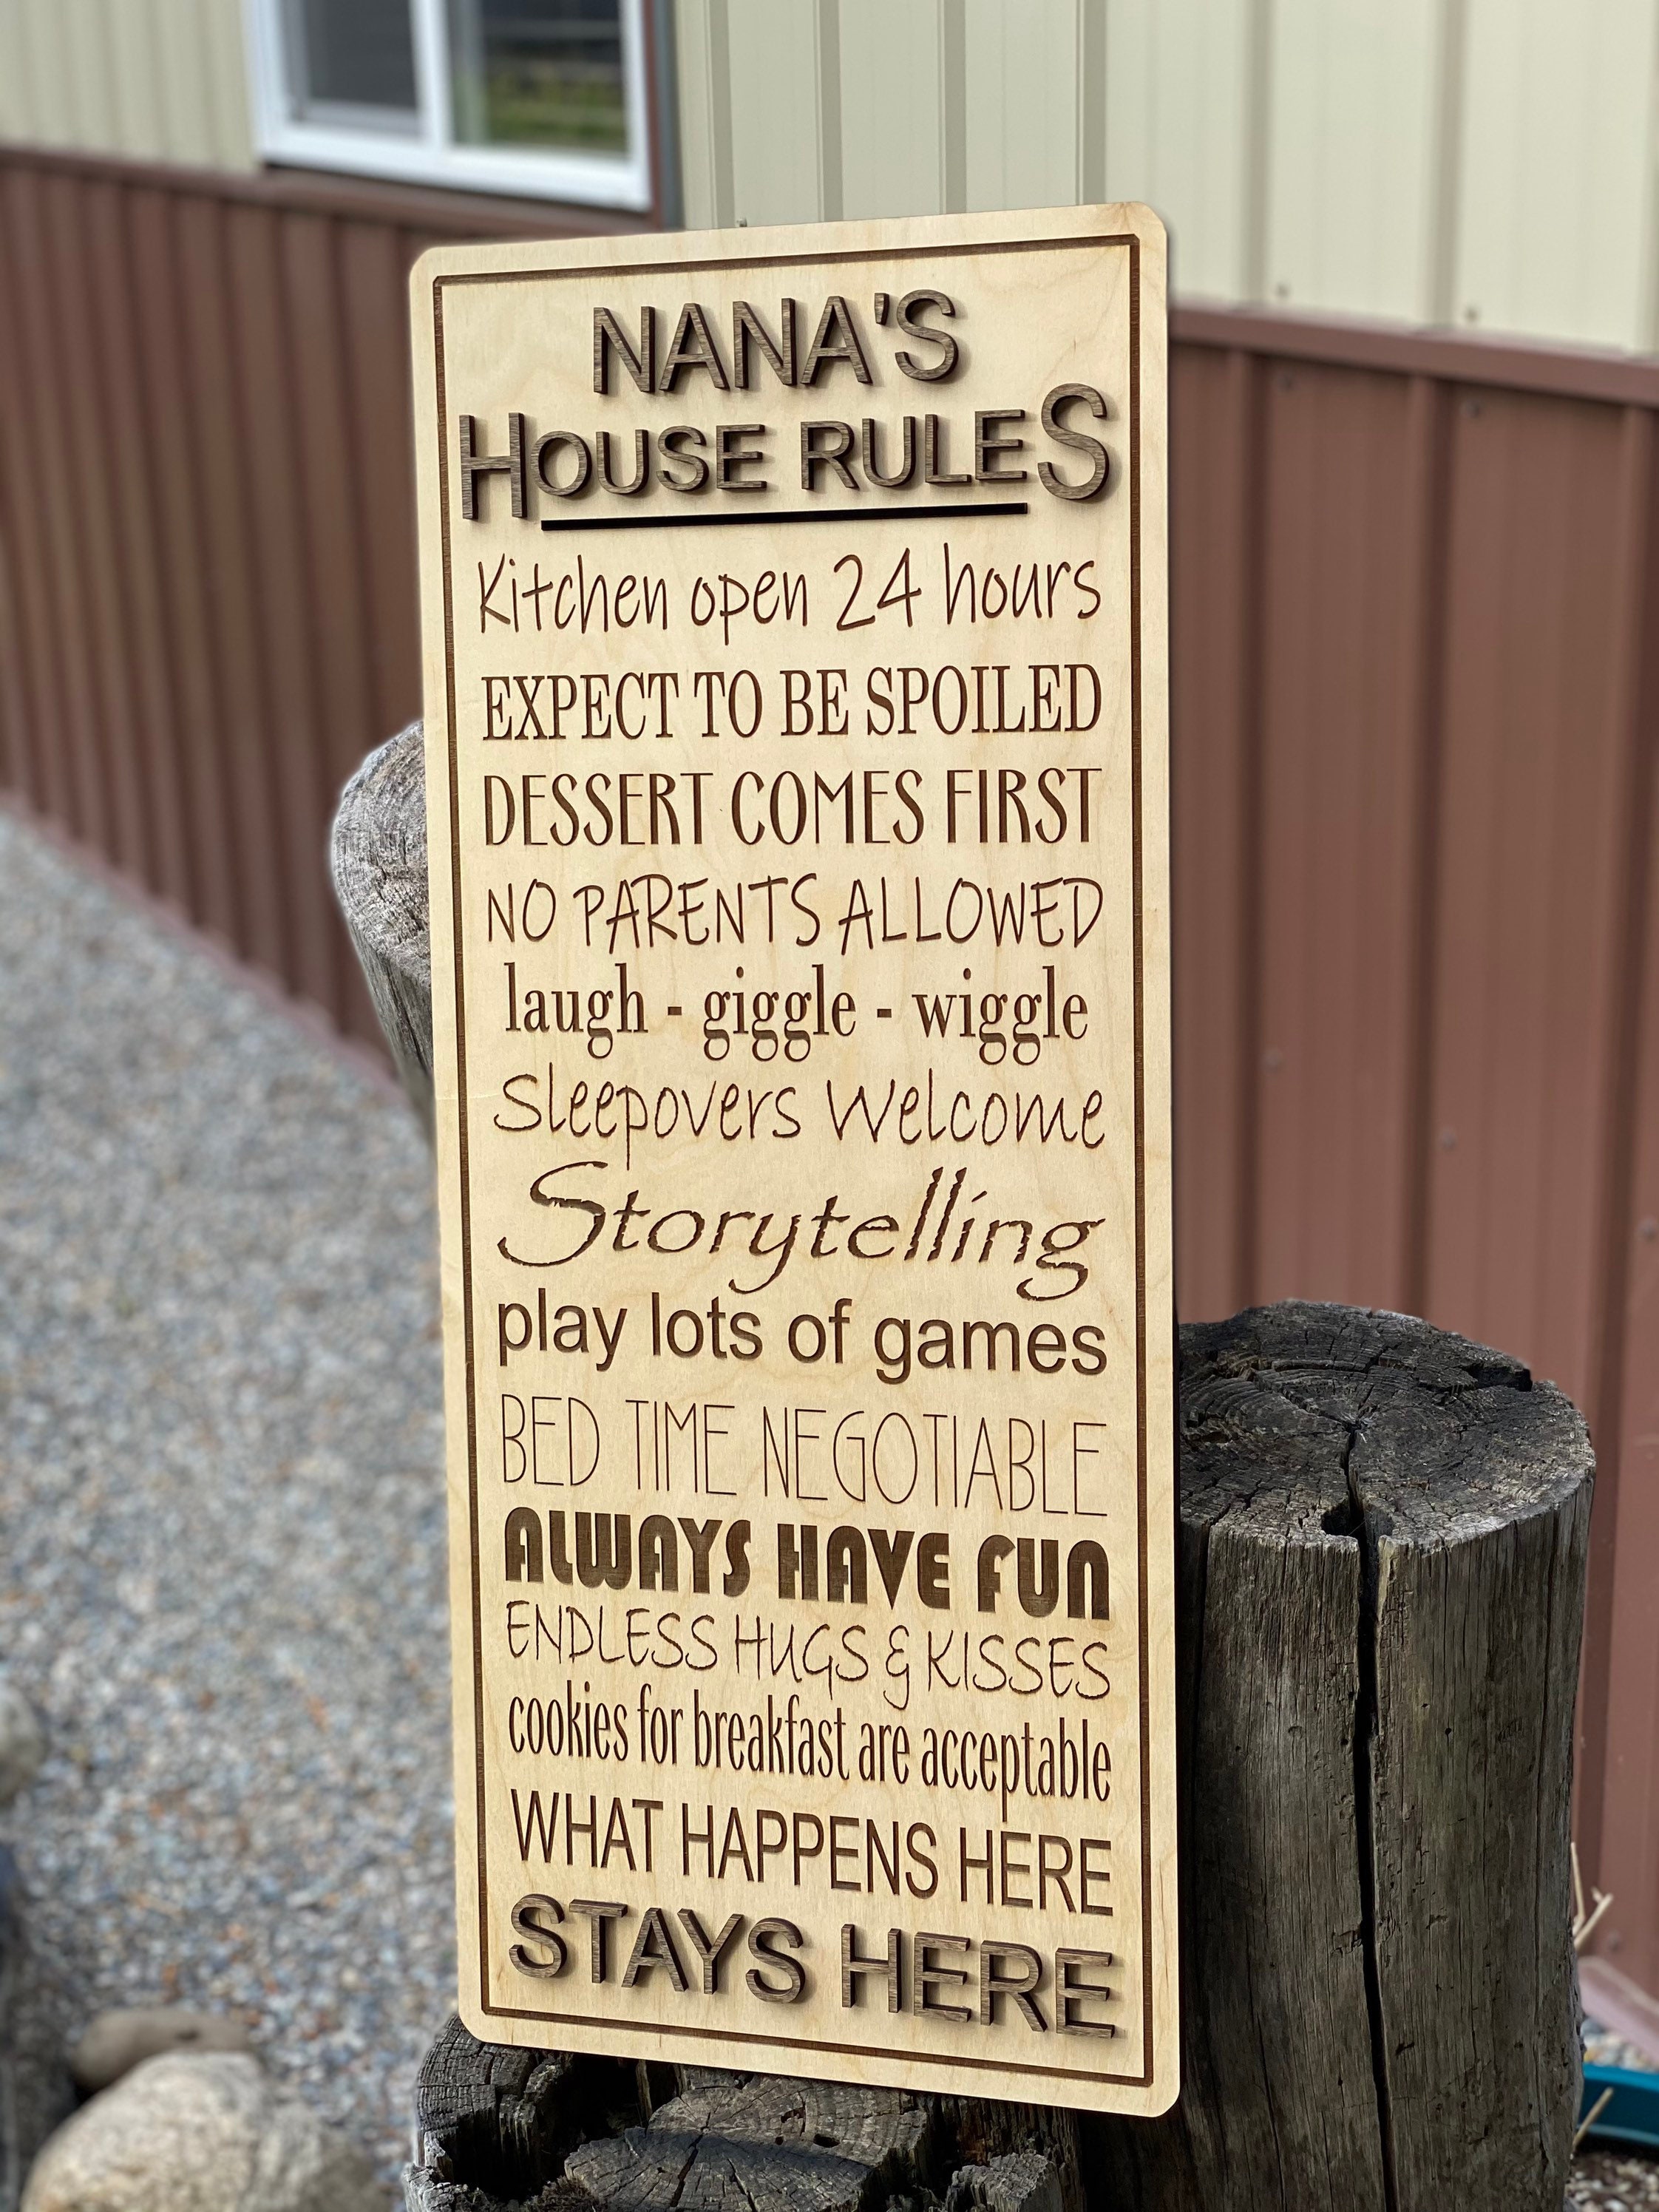 NANA'S
HOUSE RULES
Kitchen open 24 hours
EXPECT TO BE SPOILED
DESSERT COMES FIRST
NO PARENTS ALLOWED
laugh - giggle - wiggle
Sleepovers Welcome
Storytelling
play lots of games
BED TIME NEGOTIABLE
ALWAYS HAVE FUN
ENDLESS HUGS & KISSES
cookies for breakfast are acceptable
WHAT HAPPENS HERE
STAYS HERE